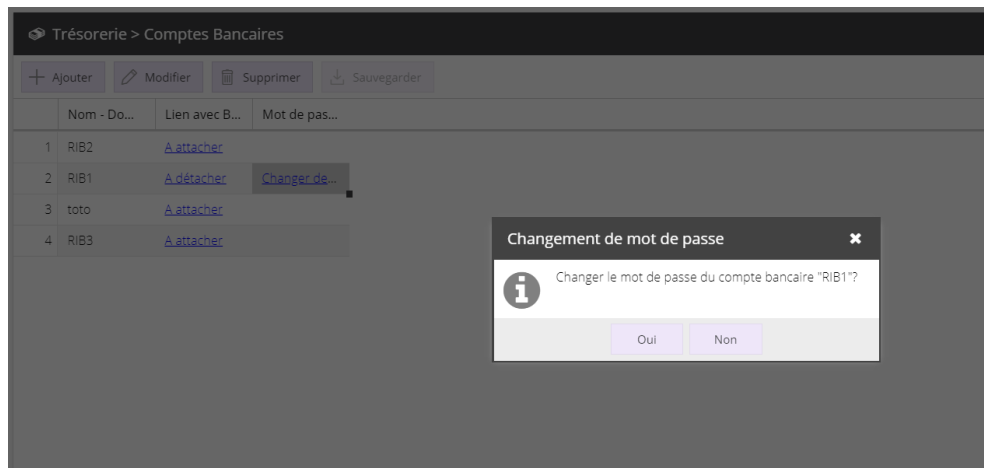 Trésorerie > Comptes Bancaires
Ajouter Modifier Supprimer Sauvegarder
Nom - Do... Lien avec B... Mot de pas...
1 RIB2 A attacher
2 RIB1 A détacher Changer de...
3 toto A attacher
4 RIB3 A attacher
Changement de mot de passe
Changer le mot de passe du compte bancaire "RIB1"?
Oui Non